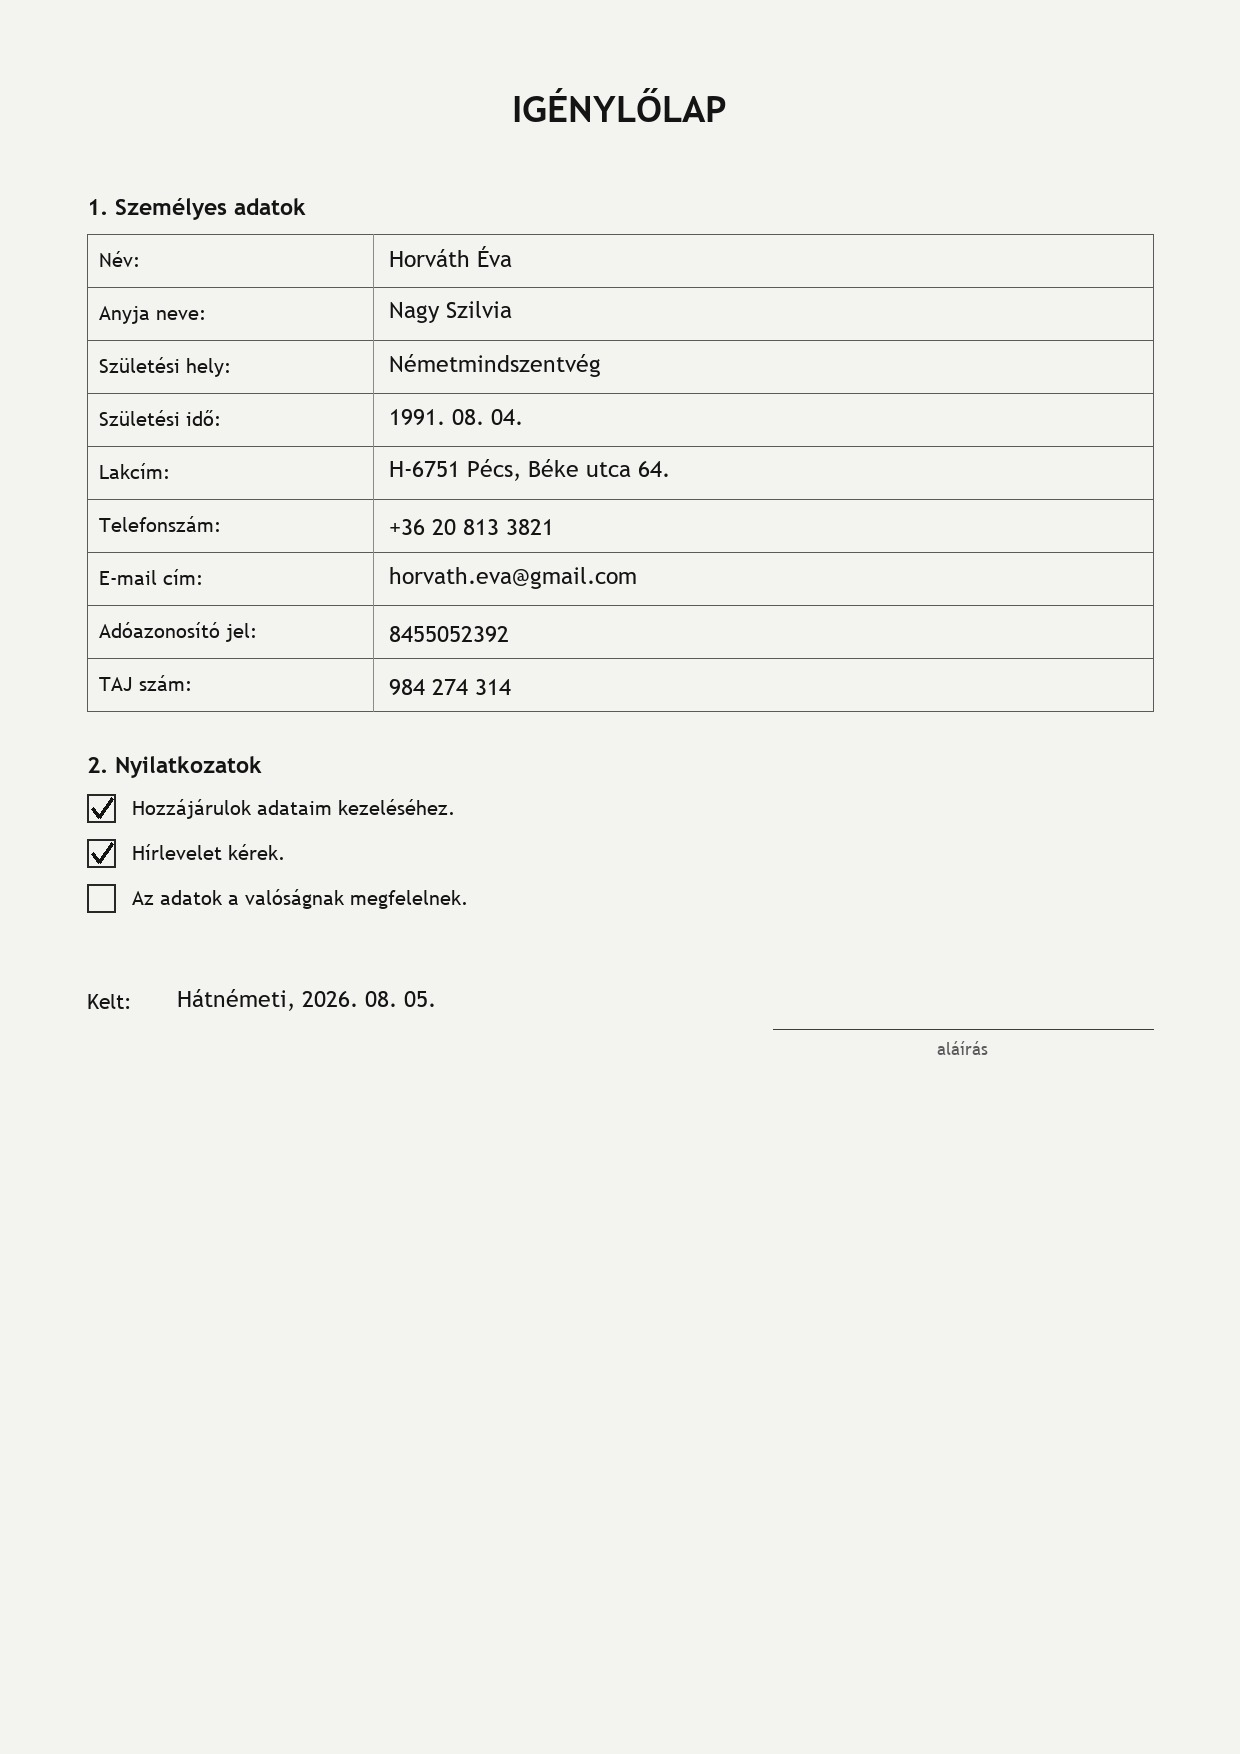 IGÉNYLŐLAP
1. Személyes adatok
Név: Horváth Éva
Anyja neve: Nagy Szilvia
Születési hely: Németmindszentvég
Születési idő: 1991. 08. 04.
Lakcím: H-6751 Pécs, Béke utca 64.
Telefonszám: +36 20 813 3821
E-mail cím: horvath.eva@gmail.com
Adóazonosító jel: 8455052392
TAJ szám: 984 274 314
2. Nyilatkozatok
Hozzájárulok adataim kezeléséhez.
Hírlevelet kérek.
Az adatok a valóságnak megfelelnek.
Kelt: Hátnémeti, 2026. 08. 05.
aláírás